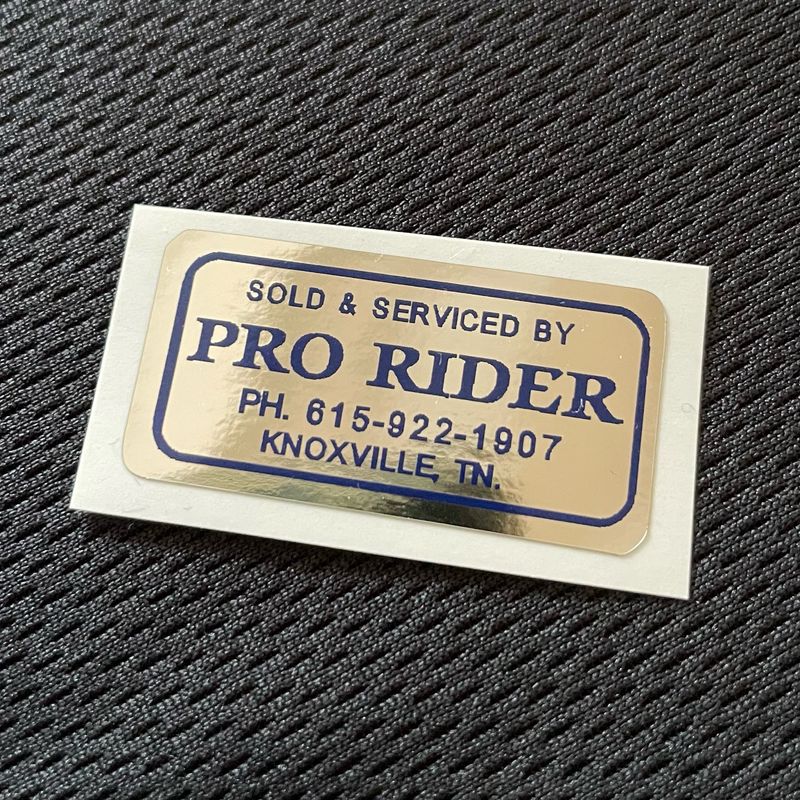 SOLD & SERVICED BY
PRO RIDER
PH. 615-922-1907
KNOXVILLE, TN.